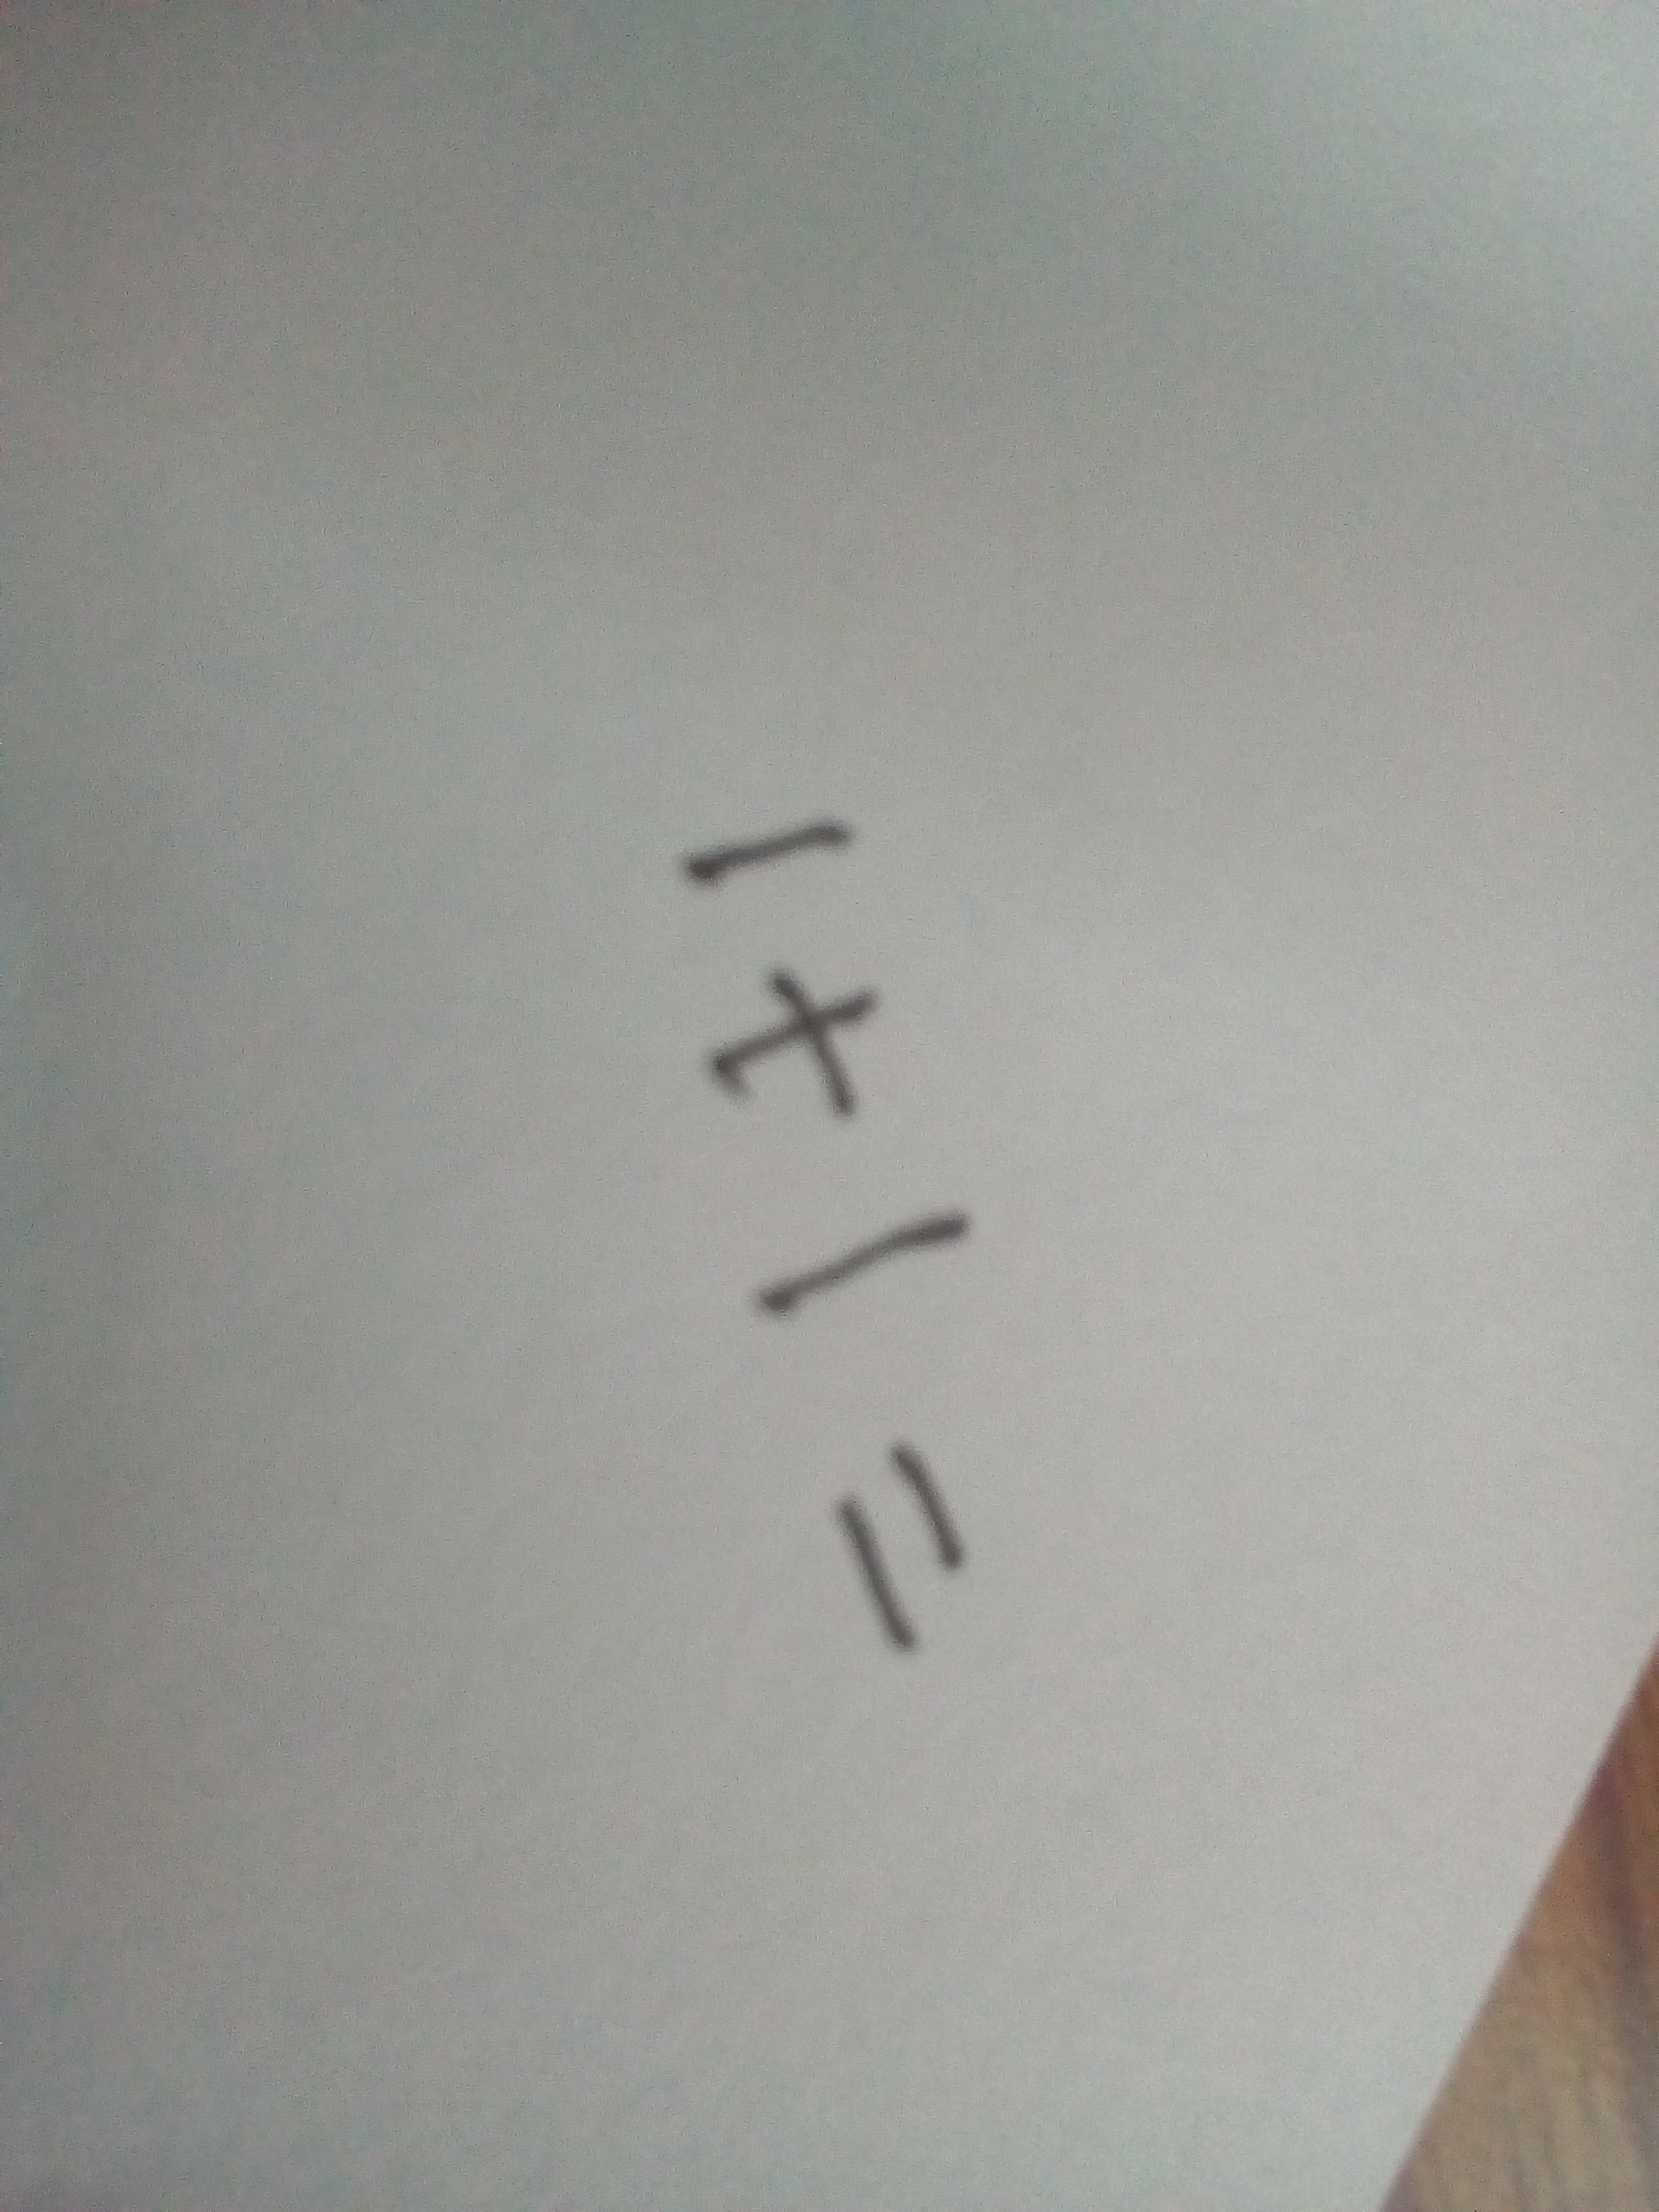 1 + 1 =